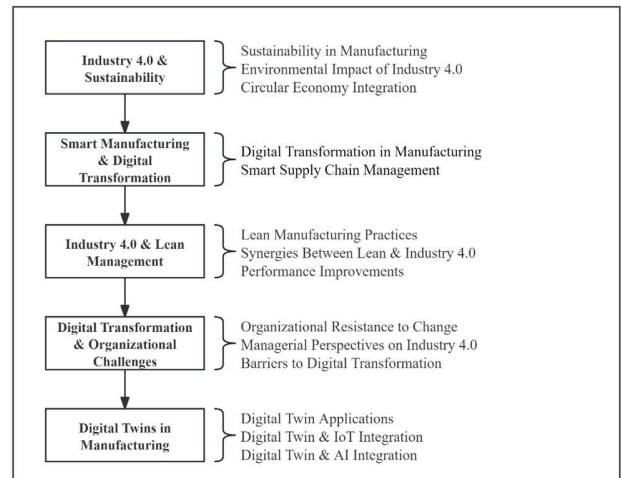 Industry 4.0 &
Sustainability
Sustainability in Manufacturing
Environmental Impact of Industry 4.0
Circular Economy Integration
Smart Manufacturing
& Digital
Transformation
Digital Transformation in Manufacturing
Smart Supply Chain Management
Industry 4.0 & Lean
Management
Lean Manufacturing Practices
Synergies Between Lean & Industry 4.0
Performance Improvements
Digital Transformation
& Organizational
Challenges
Organizational Resistance to Change
Managerial Perspectives on Industry 4.0
Barriers to Digital Transformation
Digital Twins in
Manufacturing
Digital Twin Applications
Digital Twin & IoT Integration
Digital Twin & AI Integration